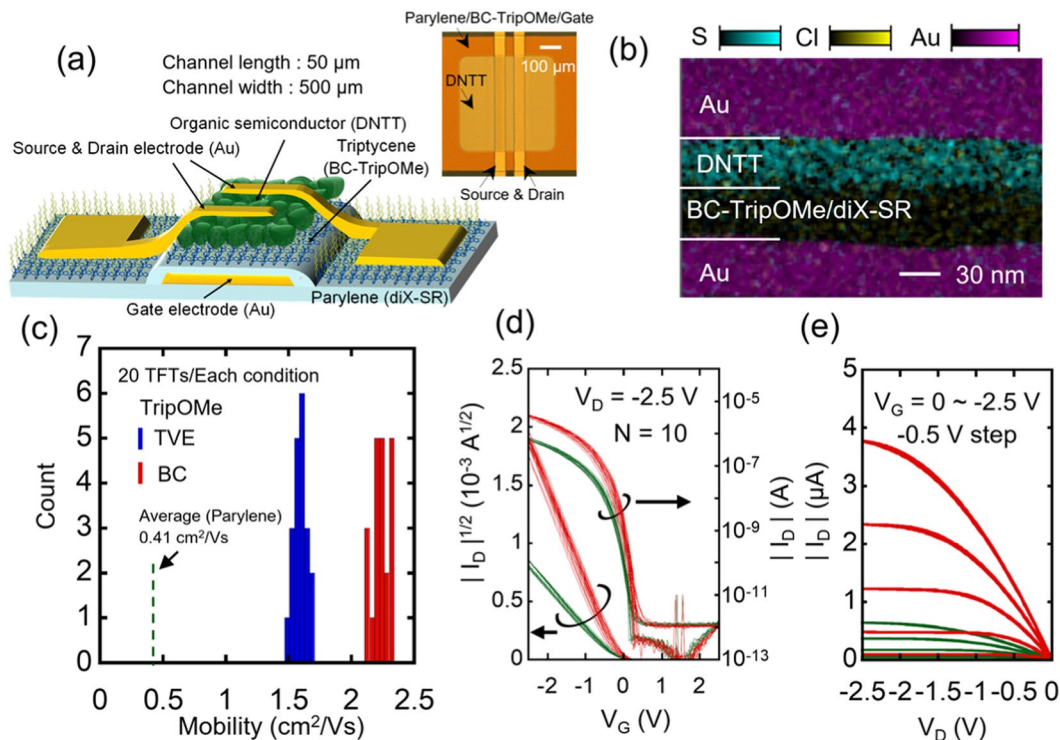 (a)
Channel length : 50 μm
Channel width : 500 μm
Organic semiconductor (DNTT)
Triptycene
(BC-TripOMe)
Source & Drain electrode (Au)
Gate electrode (Au)
Parylene (diX-SR)
Parylene/BC-TripOMe/Gate
DNTT
100 μm
Source & Drain
(b)
S
Cl
Au
Au
DNTT
BC-TripOMe/diX-SR
Au
30 nm
(c)
7
6
5
4
3
2
1
0
Count
20 TFTs/Each condition
TripOMe
TVE
BC
Average (Parylene)
0.41 cm²/Vs
0
0.5
1
1.5
2
2.5
Mobility (cm²/Vs)
(d)
2.5
2
1.5
1
0.5
0
| I_D |^1/2 (10^-3 A^1/2)
V_D = -2.5 V
N = 10
10^-5
10^-7
10^-9
10^-11
10^-13
| I_D | (A)
-2
-1
0
1
2
V_G (V)
(e)
5
4
3
2
1
0
| I_D | (μA)
V_G = 0 ~ -2.5 V
-0.5 V step
-2.5
-2
-1.5
-1
-0.5
0
V_D (V)